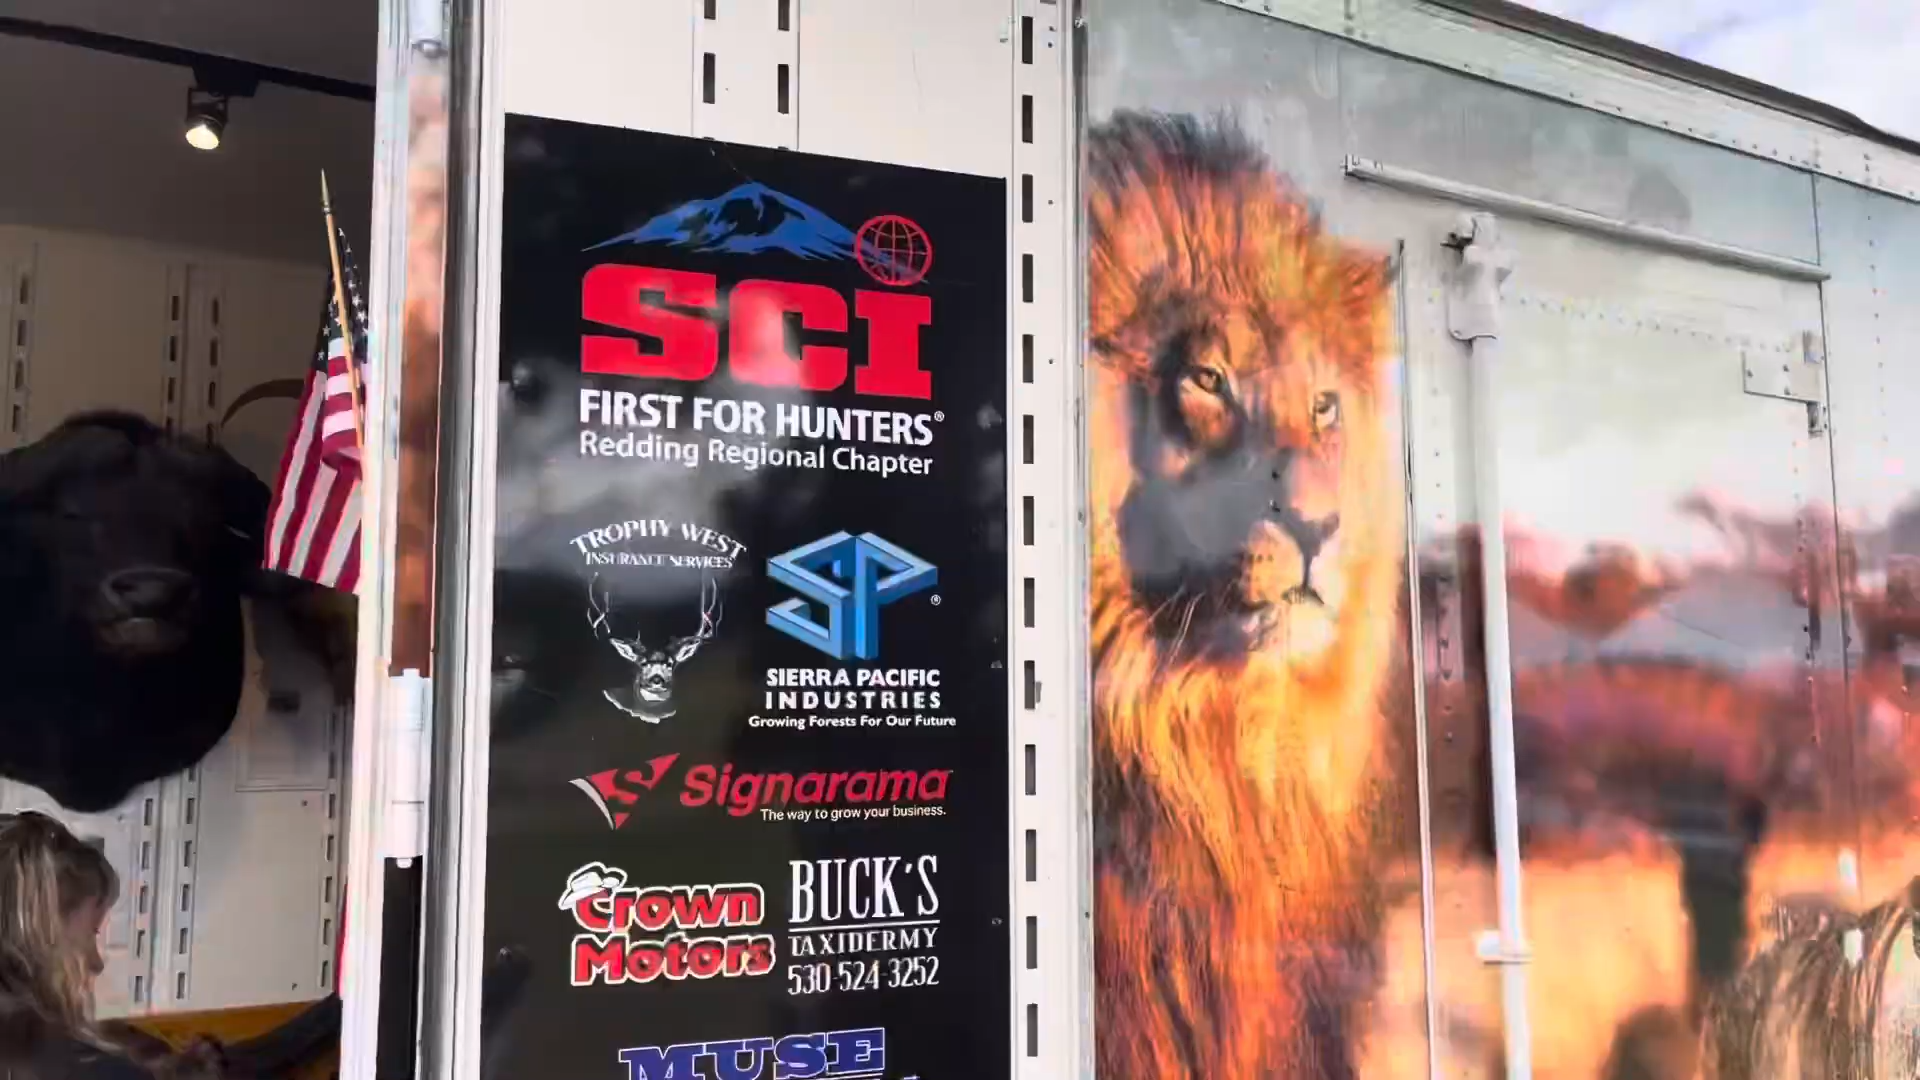 SCI
FIRST FOR HUNTERS®
Redding Regional Chapter
TROPHY WEST
INSURANCE SERVICES
SP
®
SIERRA PACIFIC
INDUSTRIES
Growing Forests For Our Future
S Signarama
The way to grow your business.
Crown
Motors
BUCK'S
TAXIDERMY
530-524-3252
MUSE